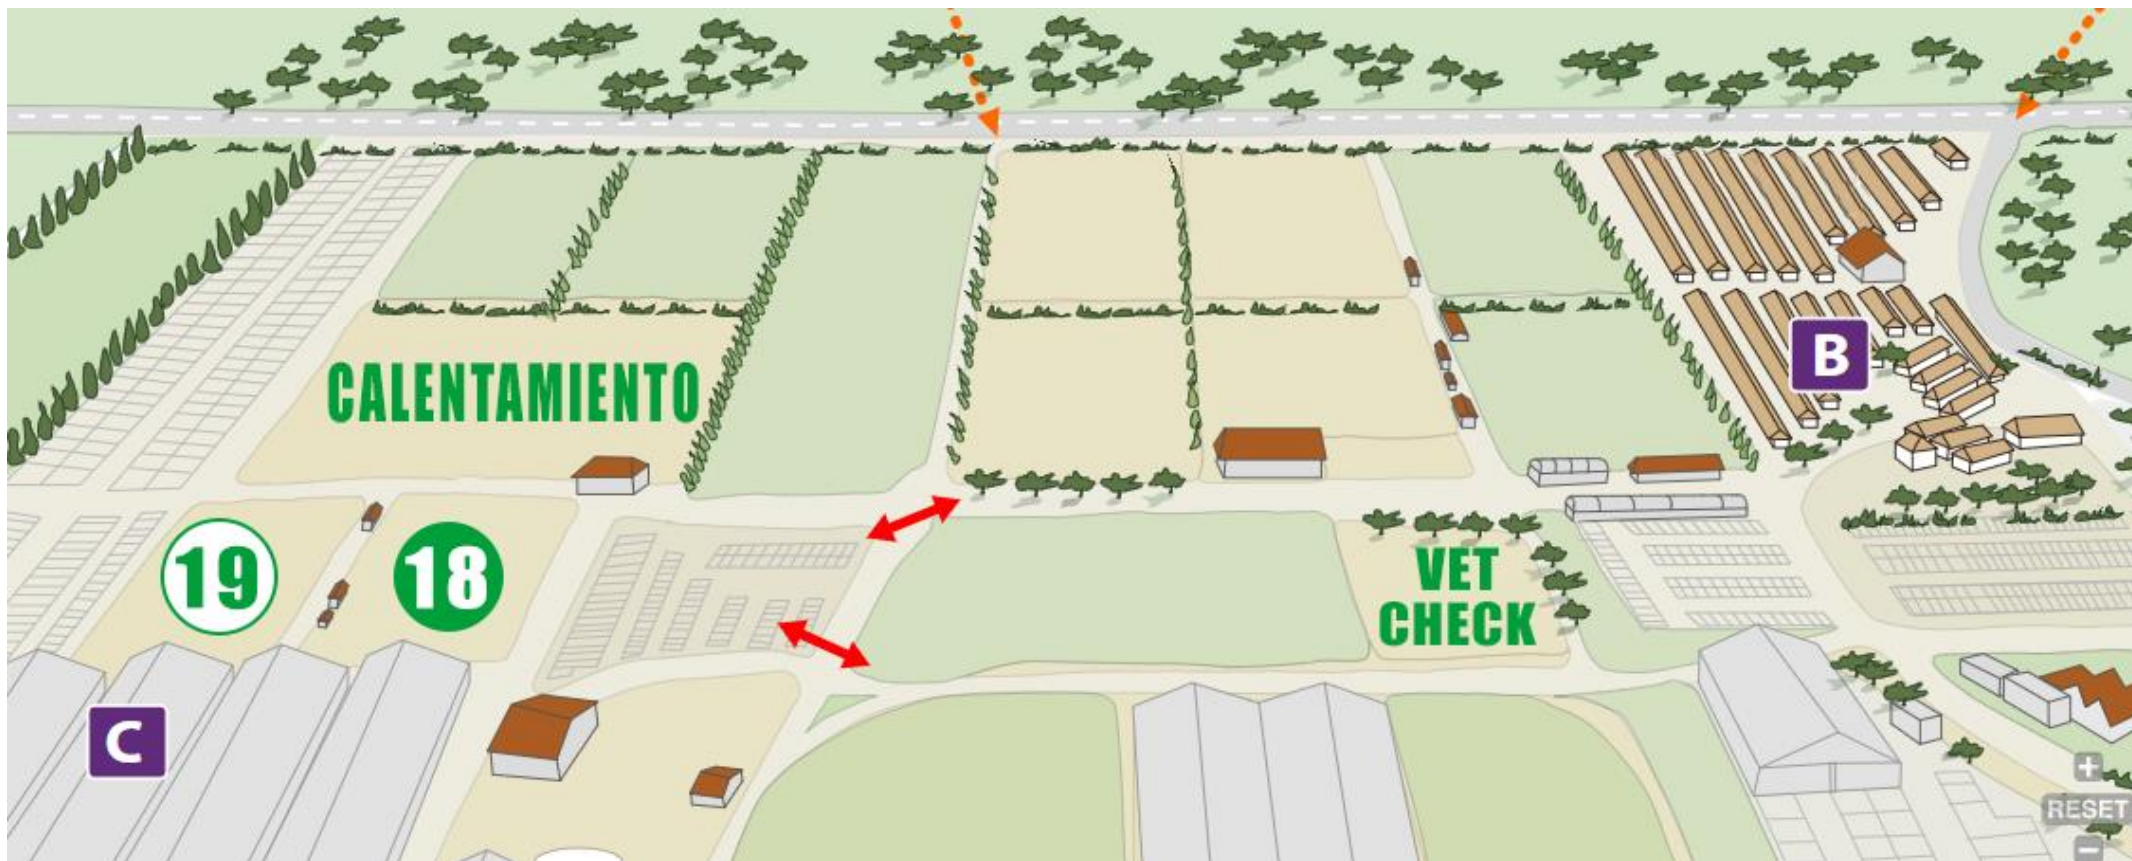 CALENTAMIENTO
B
19
18
VET
CHECK
C
+
RESET
−